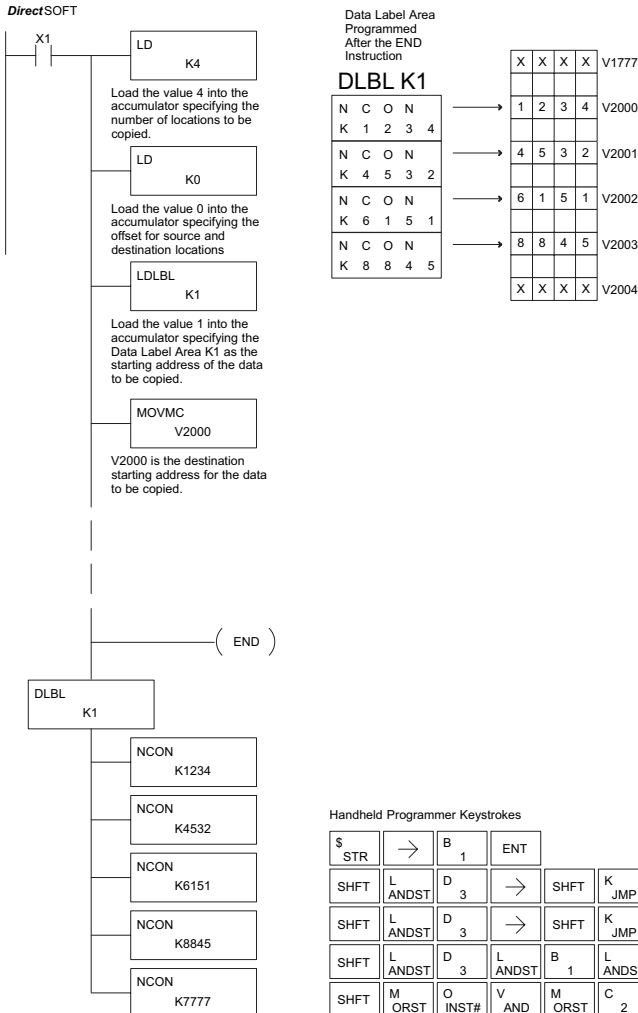 DirectSOFT
X1
LD
K4
Load the value 4 into the
accumulator specifying the
number of locations to be
copied.
LD
K0
Load the value 0 into the
accumulator specifying the
offset for source and
destination locations
LDLBL
K1
Load the value 1 into the
accumulator specifying the
Data Label Area K1 as the
starting address of the data
to be copied.
MOVMC
V2000
V2000 is the destination
starting address for the data
to be copied.
END
DLBL
K1
NCON
K1234
NCON
K4532
NCON
K6151
NCON
K8845
NCON
K7777
Data Label Area
Programmed
After the END
Instruction
DLBL K1
N C O N
K 1 2 3 4
N C O N
K 4 5 3 2
N C O N
K 6 1 5 1
N C O N
K 8 8 4 5
X X X X V1777
1 2 3 4 V2000
4 5 3 2 V2001
6 1 5 1 V2002
8 8 4 5 V2003
X X X X V2004
Handheld Programmer Keystrokes
$ STR → B 1 ENT
SHFT L ANDST D 3 → SHFT K JMP
SHFT L ANDST D 3 → SHFT K JMP
SHFT L ANDST D 3 L ANDST B 1 L
SHFT M ORST O INST# V AND M ORST C 2